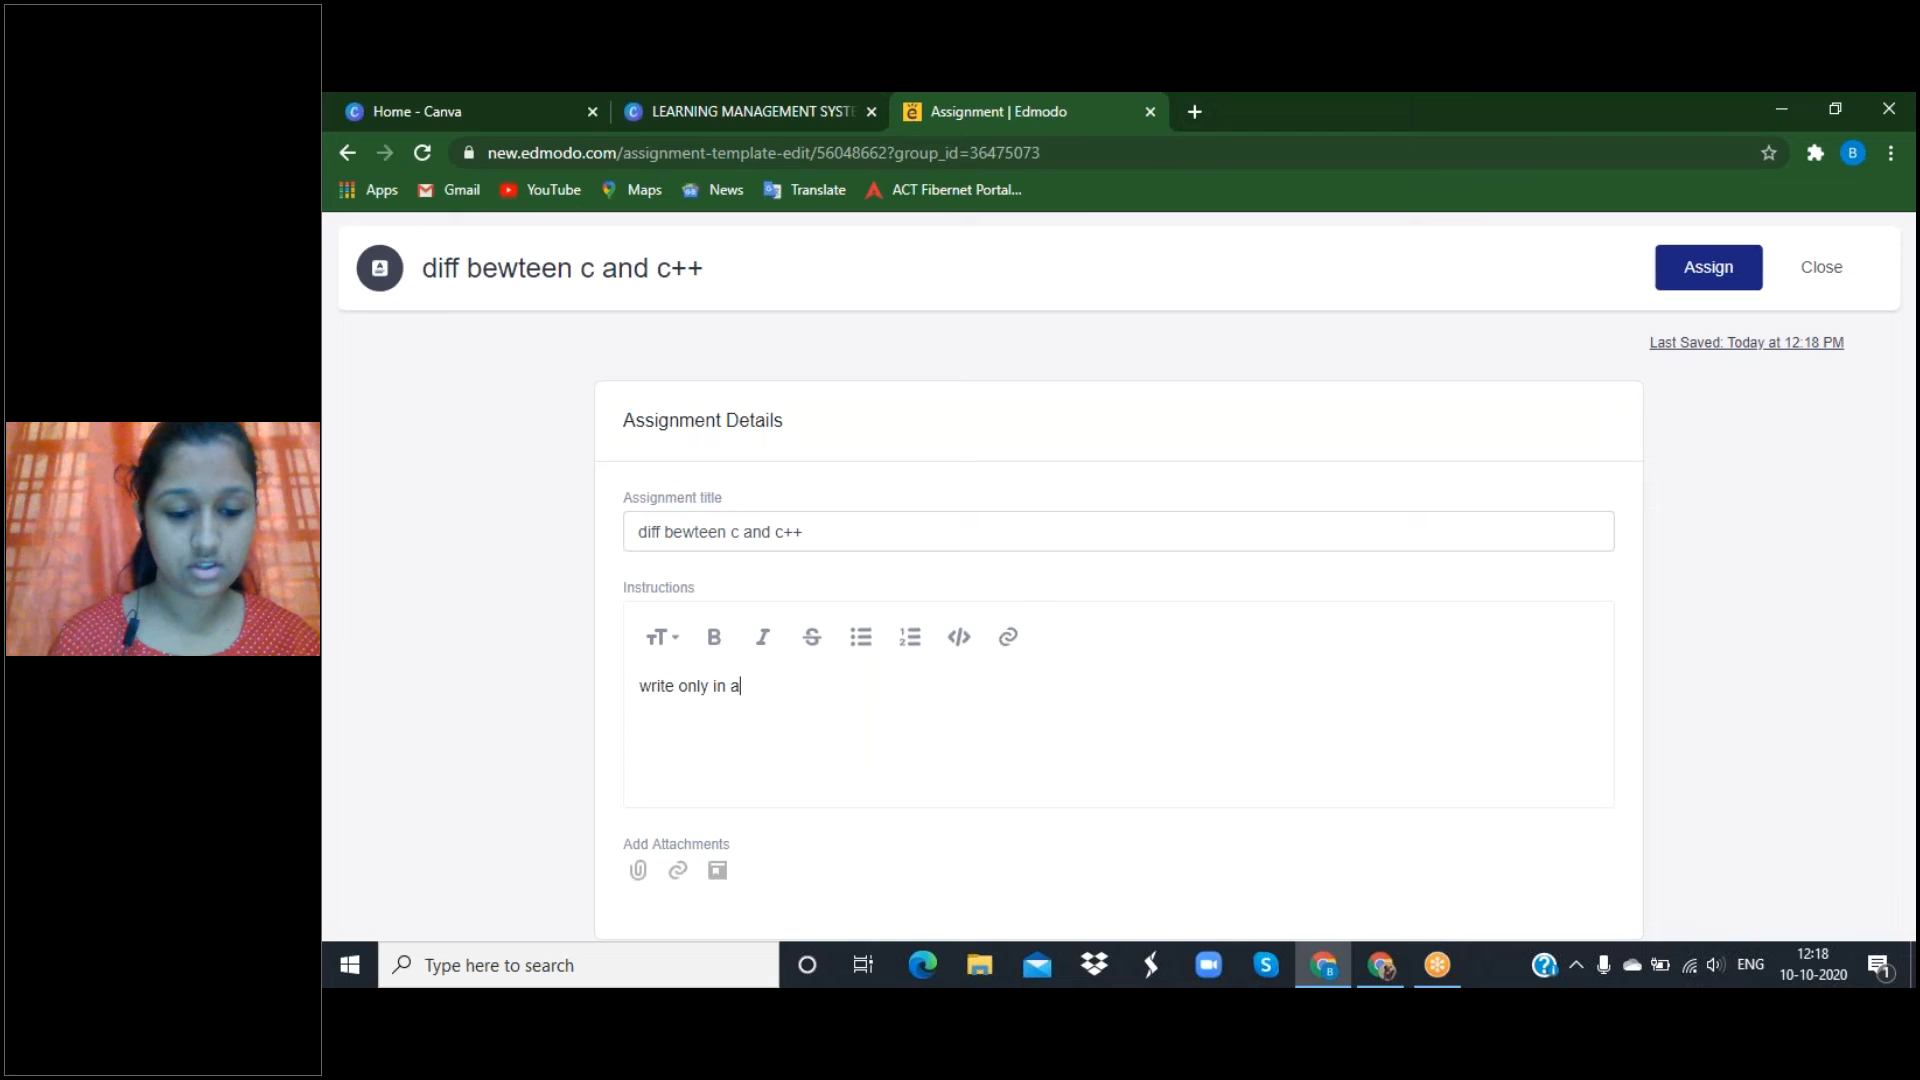 Home - Canva
LEARNING MANAGEMENT SYSTE
Assignment | Edmodo
new.edmodo.com/assignment-template-edit/56048662?group_id=36475073
B
Apps
Gmail
YouTube
Maps
News
Translate
ACT Fibernet Portal...
diff bewteen c and c++
Assign
Close
Last Saved: Today at 12:18 PM
Assignment Details
Assignment title
diff bewteen c and c++
Instructions
write only in a
Add Attachments
Type here to search
ENG
12:18
10-10-2020
1